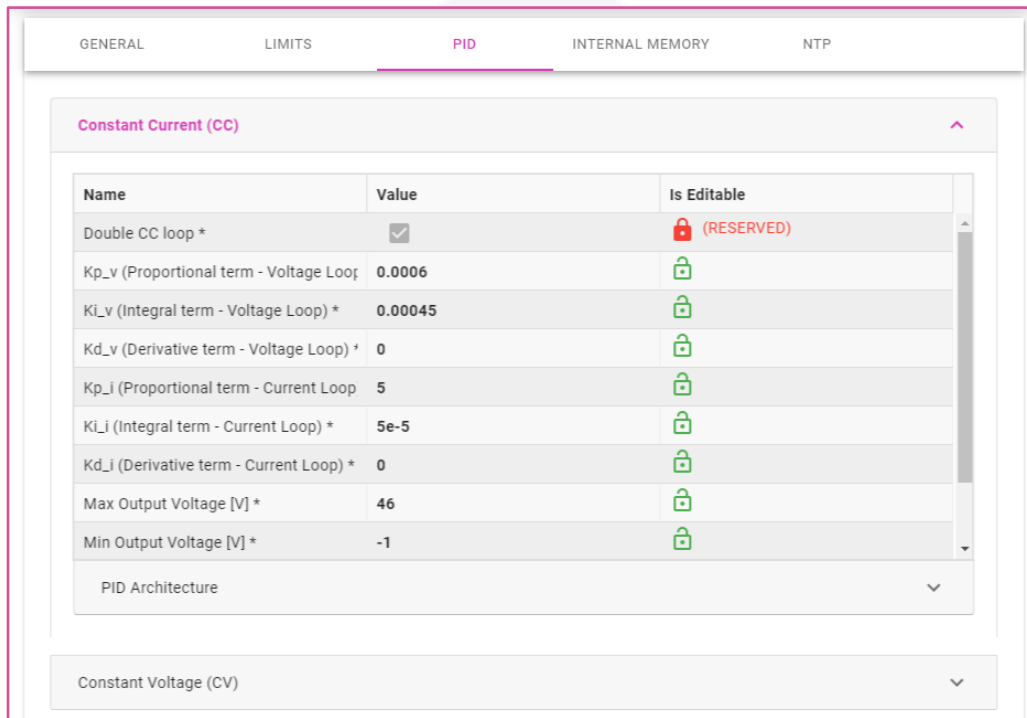 GENERAL LIMITS PID INTERNAL MEMORY NTP
Constant Current (CC)
Name Value Is Editable
Double CC loop * (RESERVED)
Kp_v (Proportional term - Voltage Loop 0.0006
Ki_v (Integral term - Voltage Loop) * 0.00045
Kd_v (Derivative term - Voltage Loop) * 0
Kp_i (Proportional term - Current Loop) 5
Ki_i (Integral term - Current Loop) * 5e-5
Kd_i (Derivative term - Current Loop) * 0
Max Output Voltage [V] * 46
Min Output Voltage [V] * -1
PID Architecture
Constant Voltage (CV)